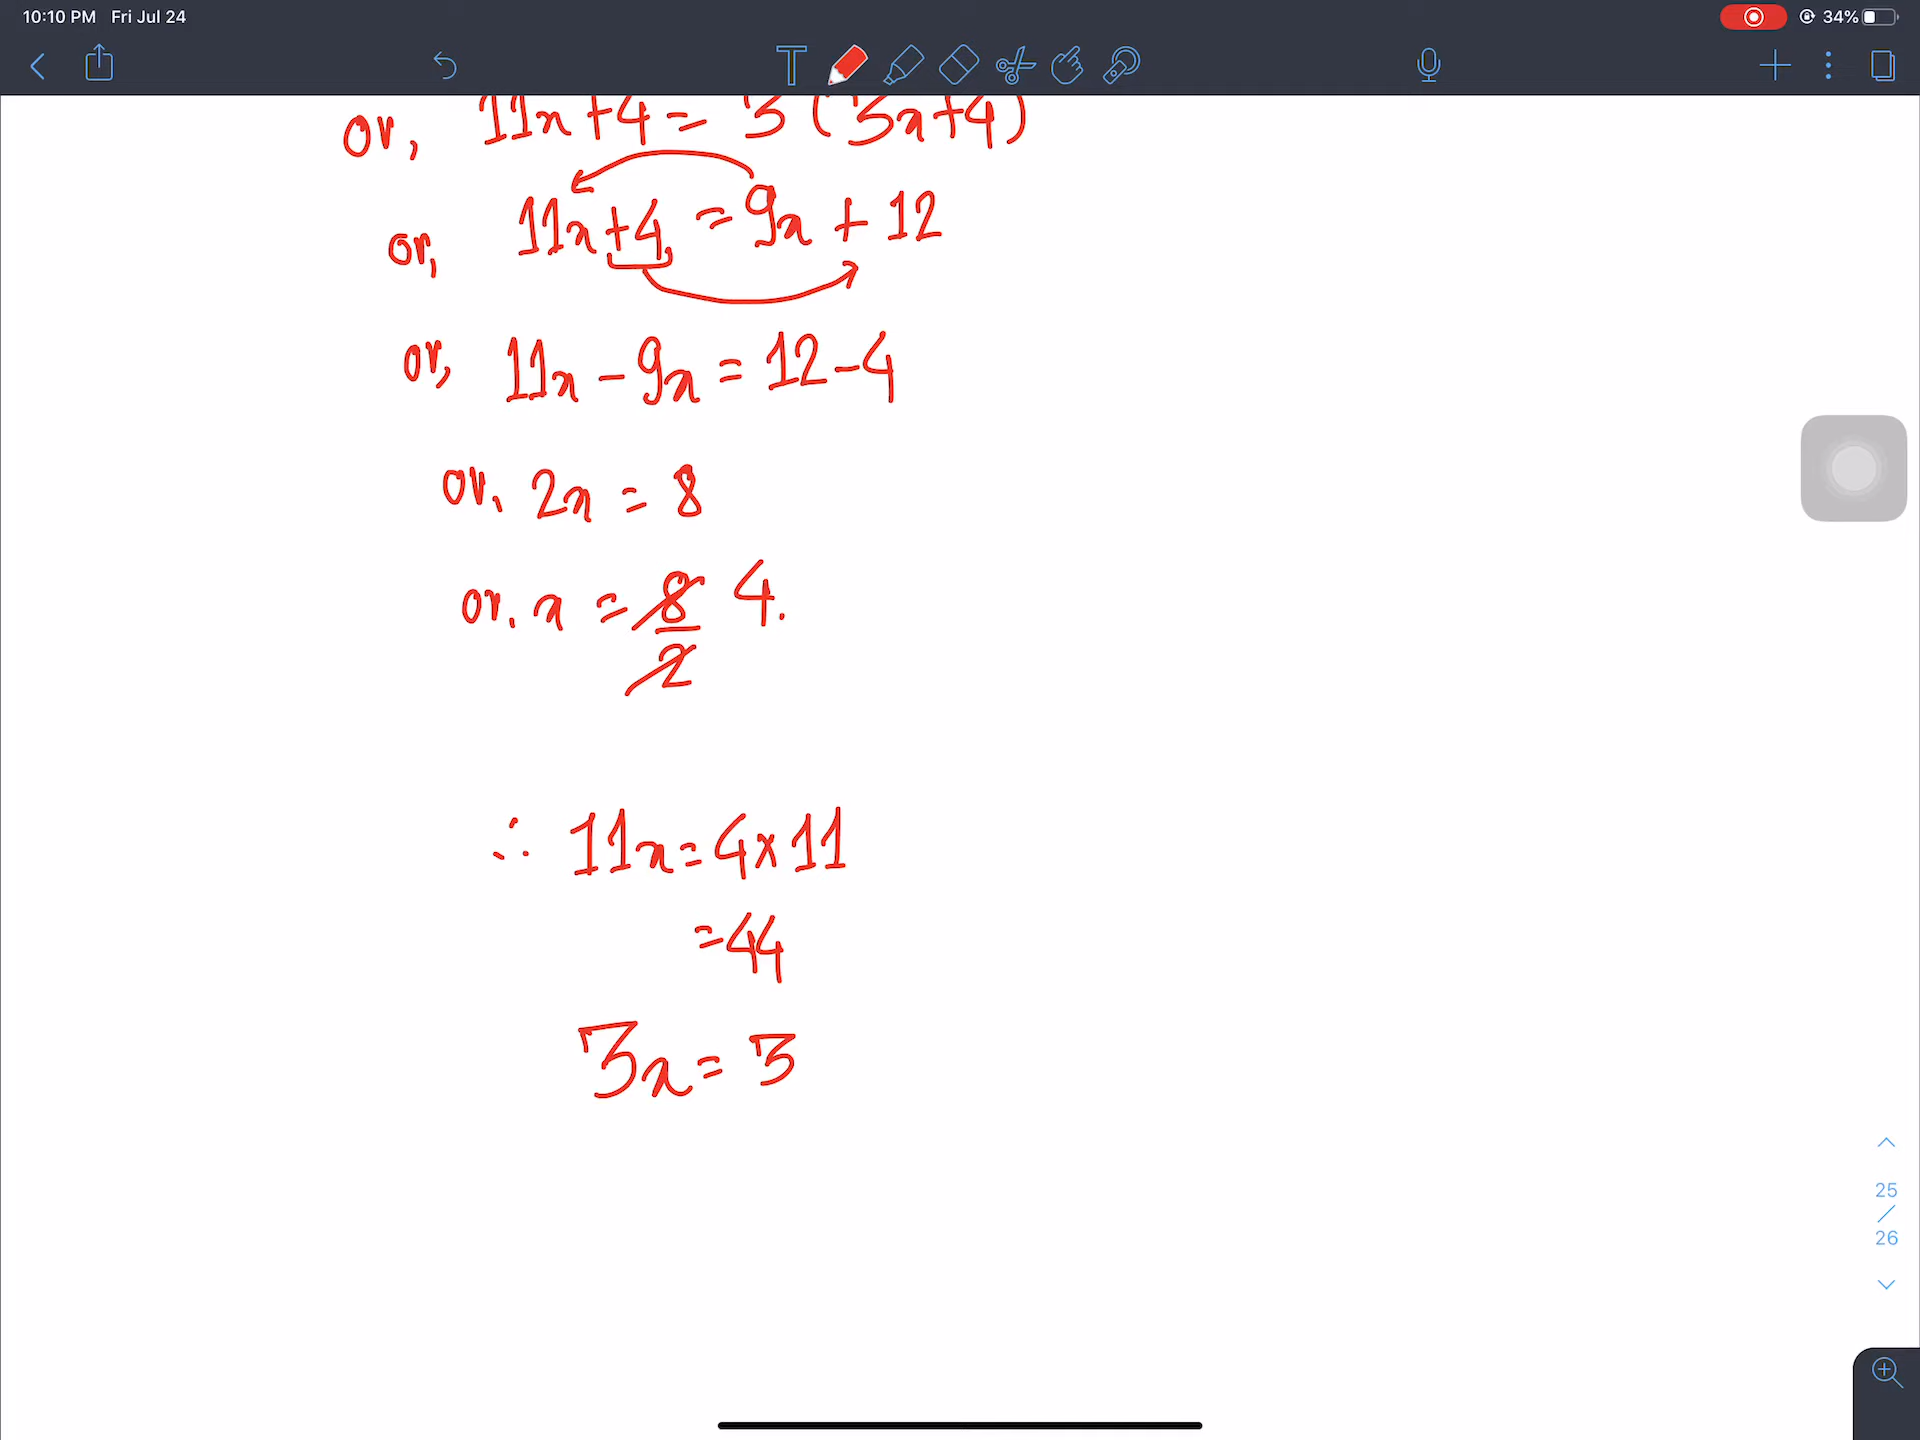 10:10 PM Fri Jul 24 34%
or, 11x+4 = 3(3x+4)
or, 11x+4 = 9x + 12
or, 11x - 9x = 12 - 4
or, 2x = 8
or, x = 8/2 4.
∴ 11x = 4 × 11
= 44
3x = 3
25
/
26